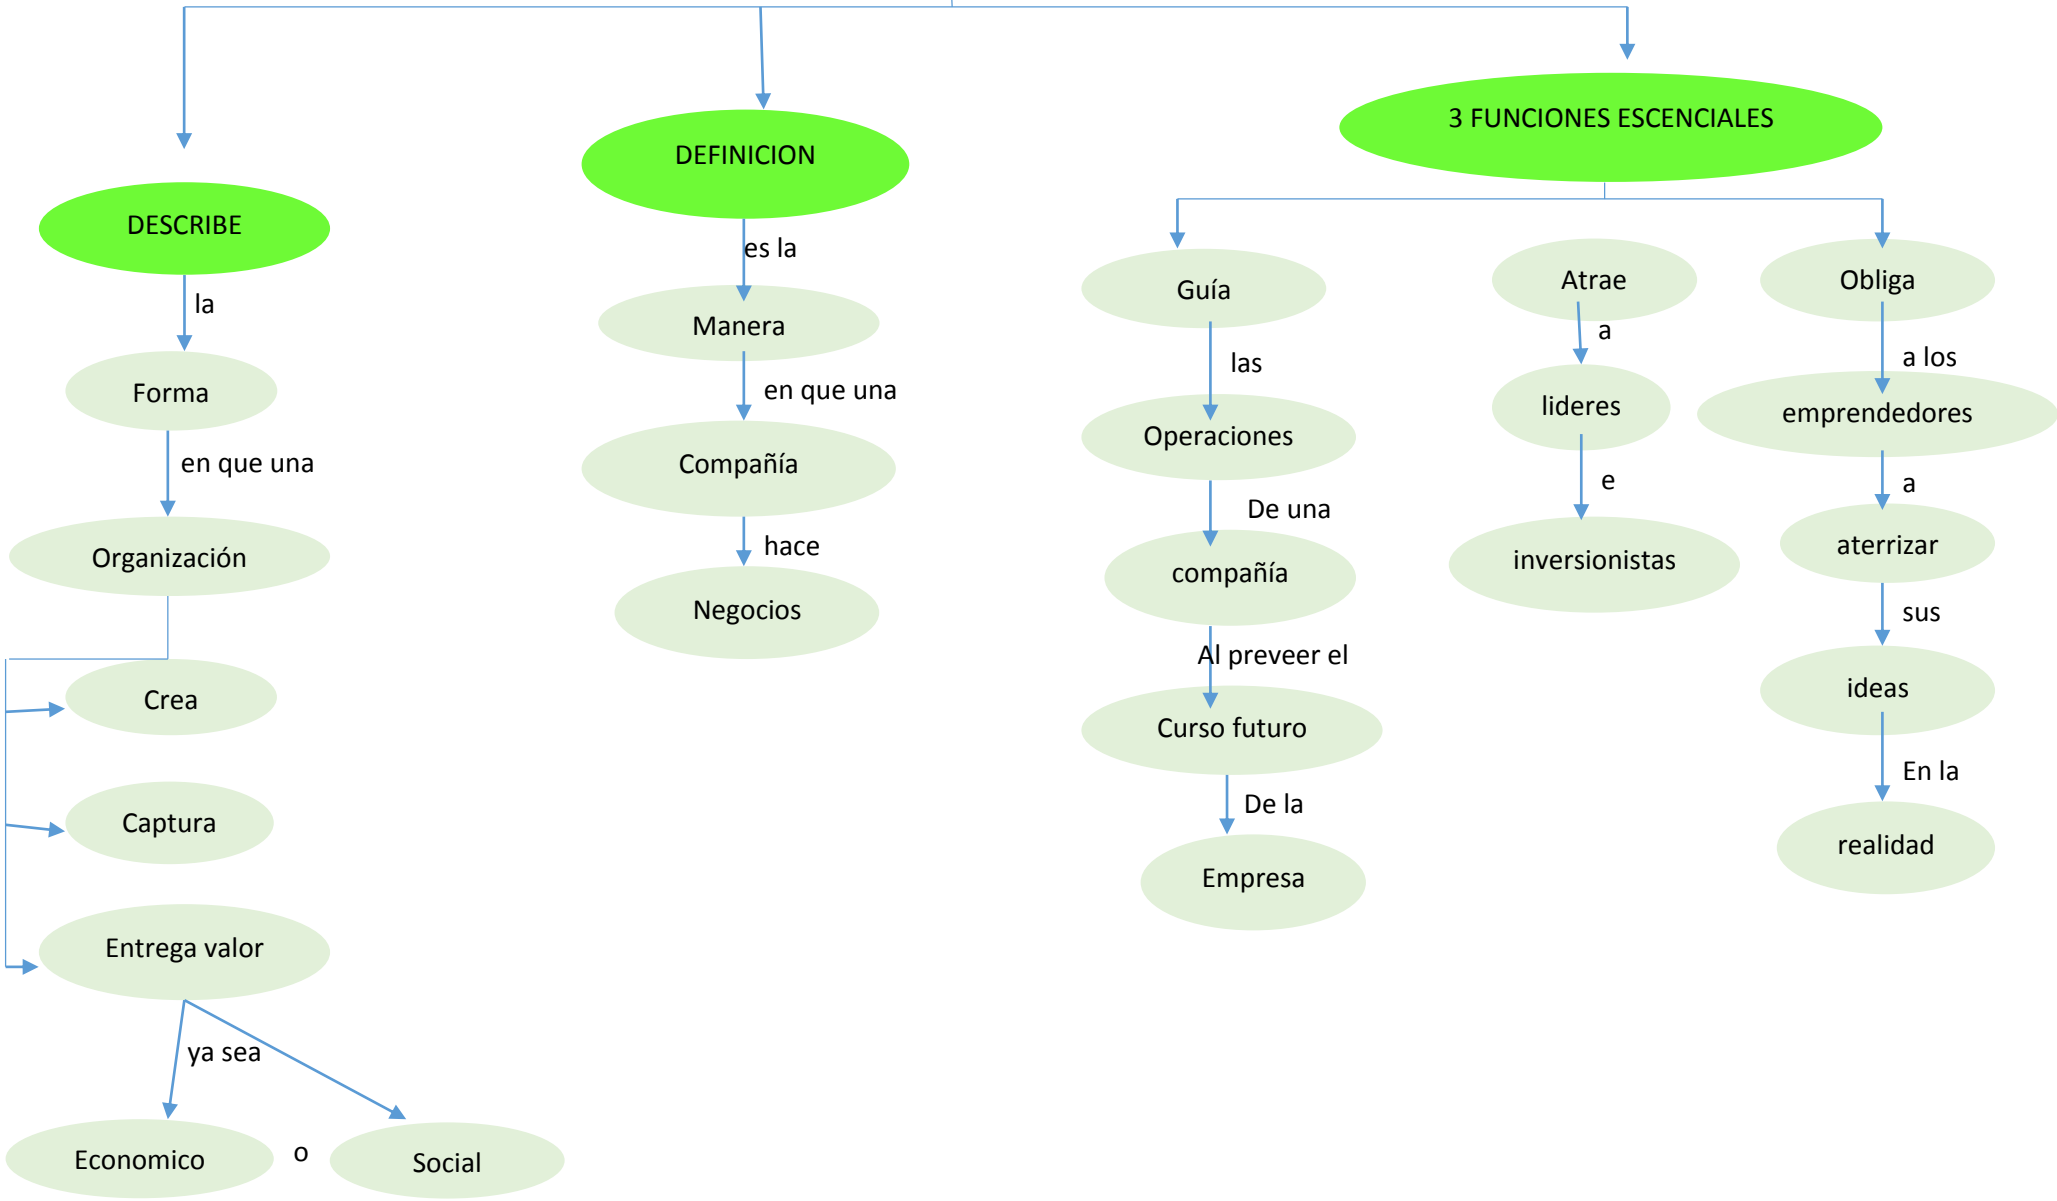 DESCRIBE
la
Forma
en que una
Organización
Crea
Captura
Entrega valor
ya sea
Economico
o
Social
DEFINICION
es la
Manera
en que una
Compañía
hace
Negocios
3 FUNCIONES ESCENCIALES
Guía
las
Operaciones
De una
compañía
Al preveer el
Curso futuro
De la
Empresa
Atrae
a
lideres
e
inversionistas
Obliga
a los
emprendedores
a
aterrizar
sus
ideas
En la
realidad